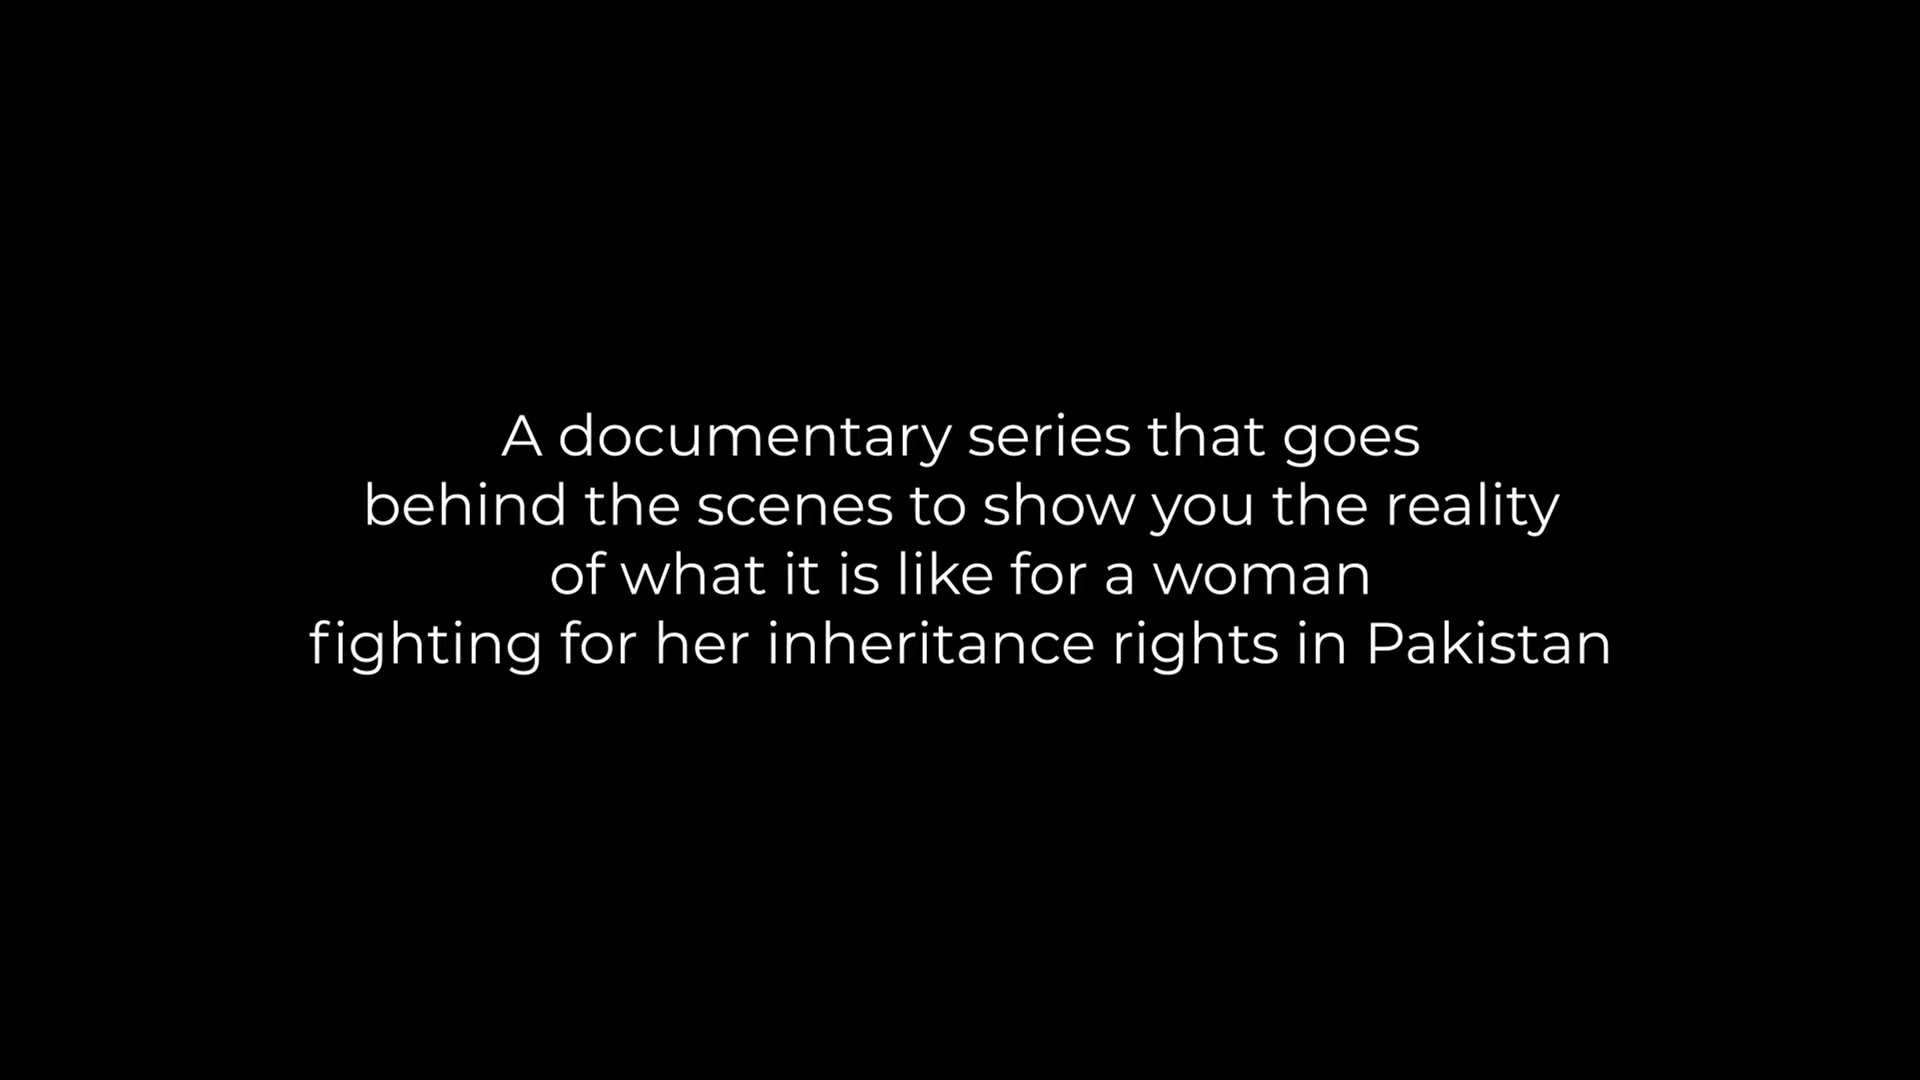 A documentary series that goes
behind the scenes to show you the reality
of what it is like for a woman
fighting for her inheritance rights in Pakistan